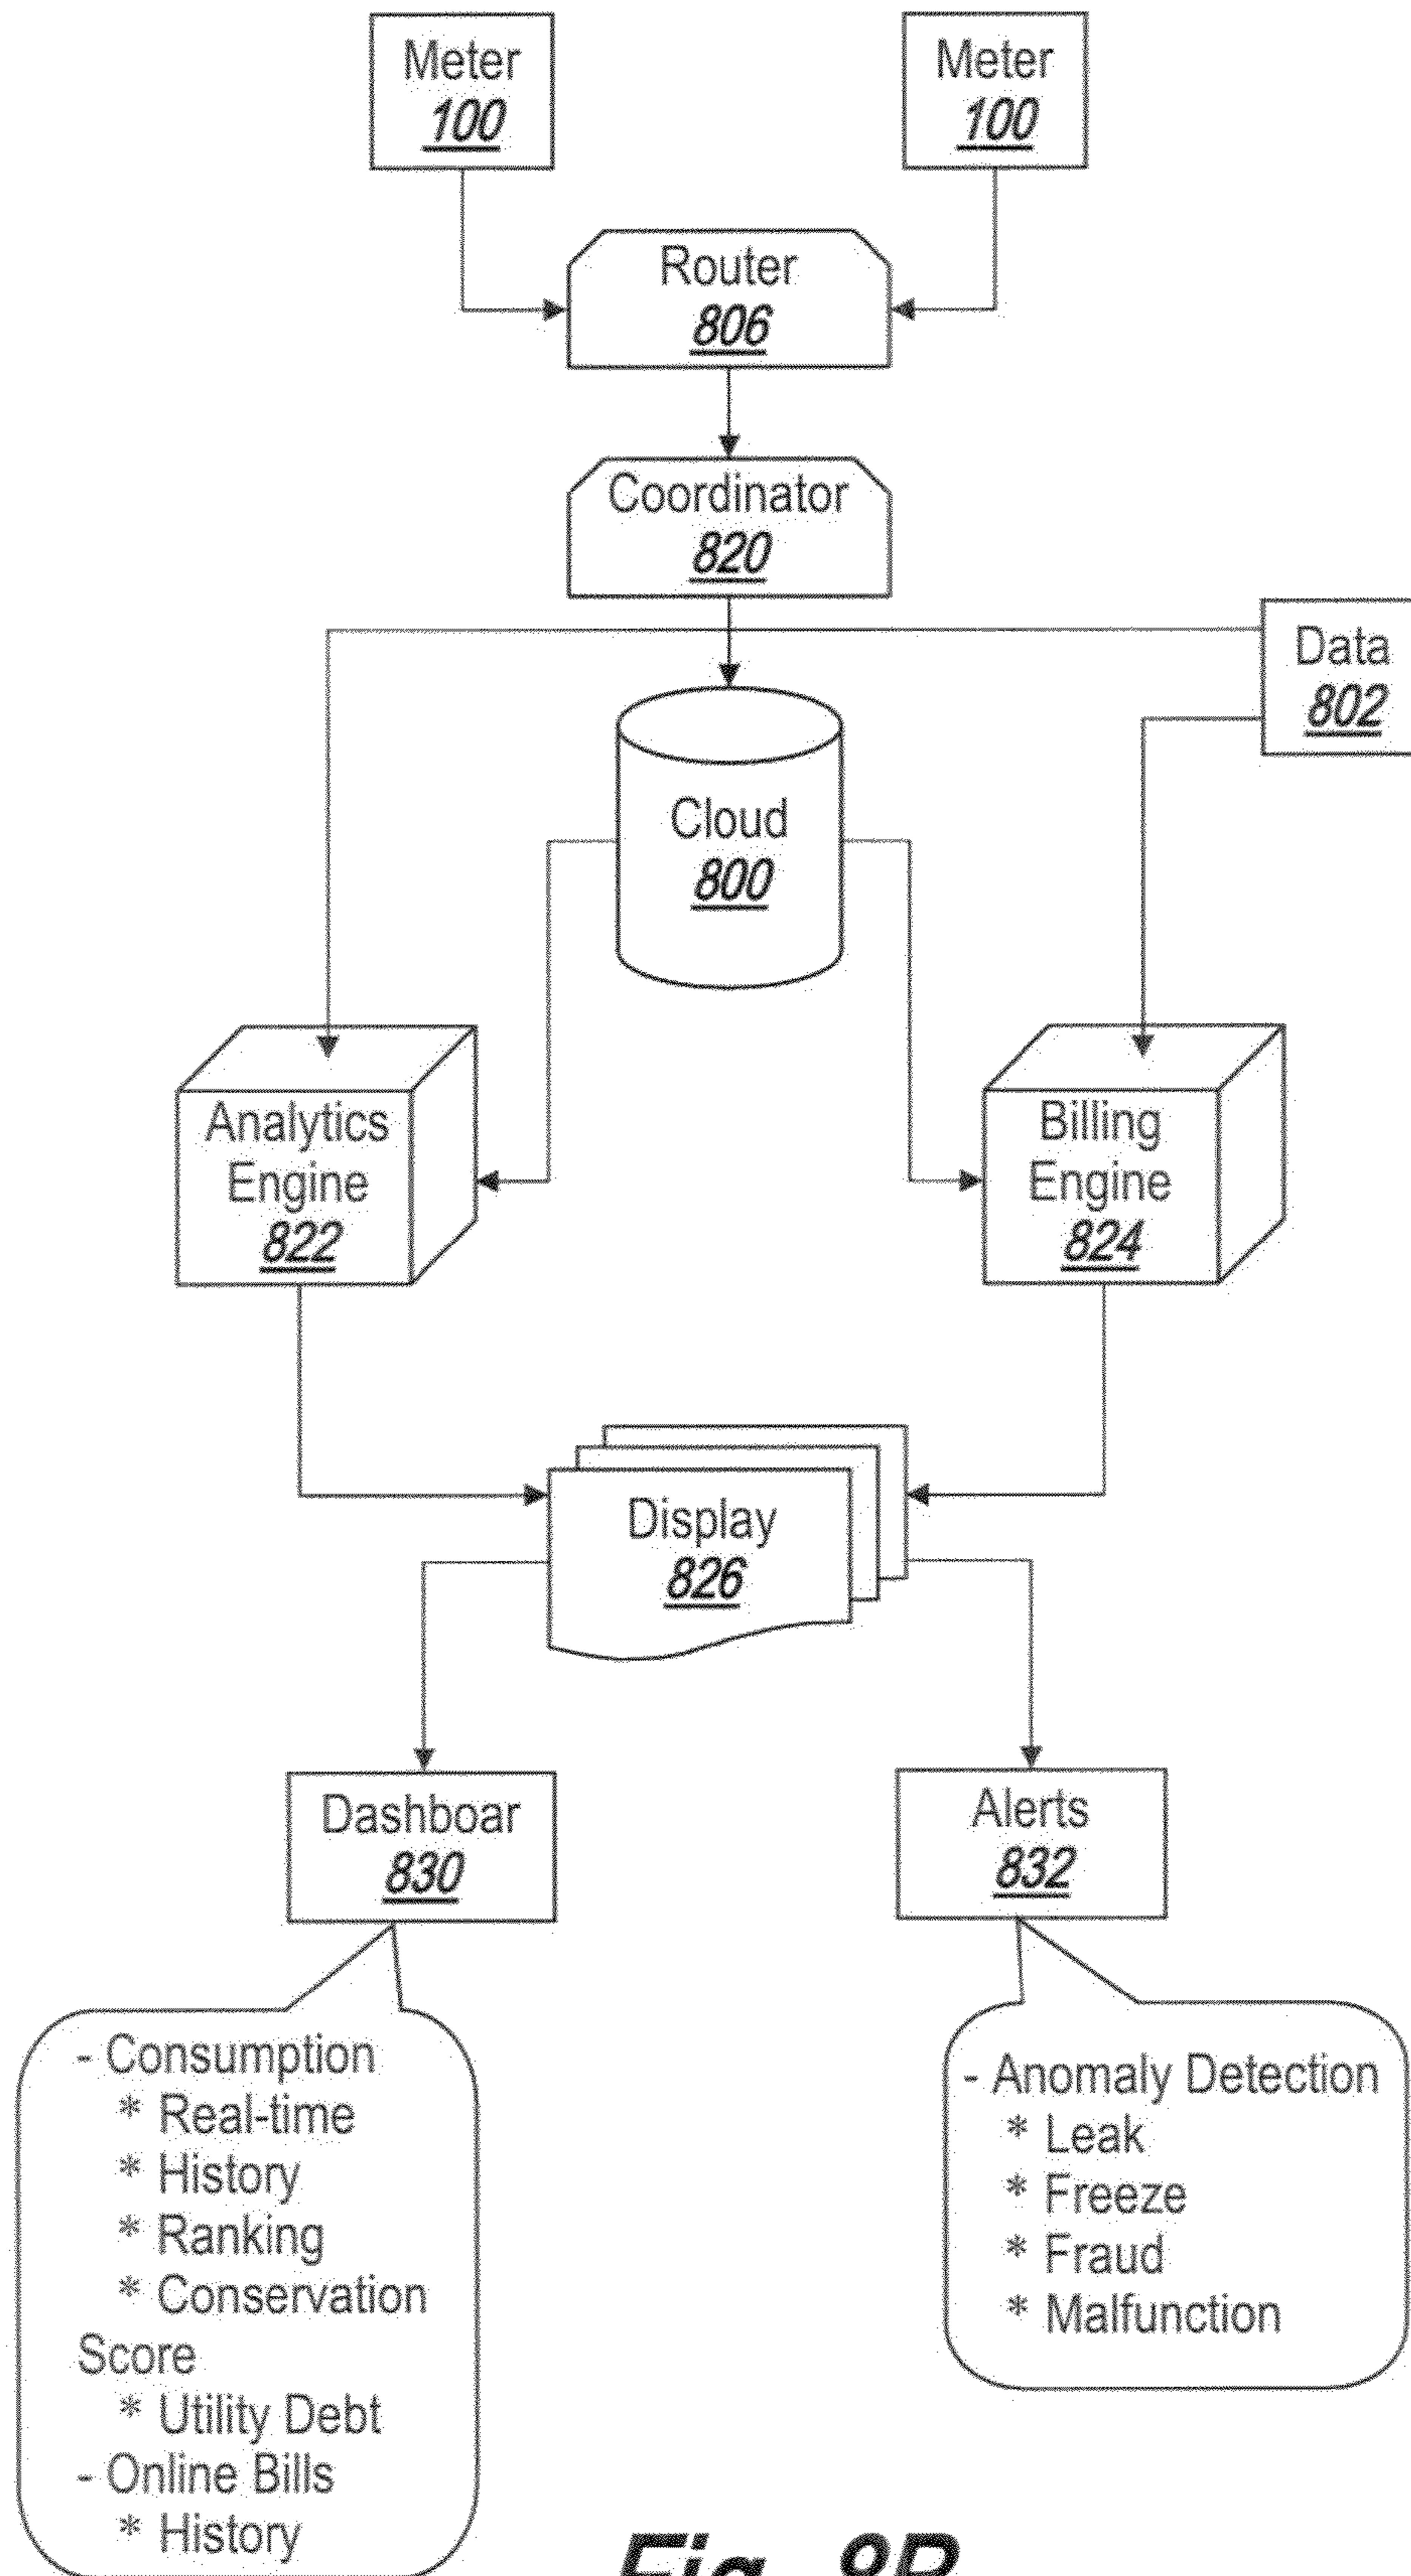 Meter
100
Meter
100
Router
806
Coordinator
820
Data
802
Cloud
800
Analytics
Engine
822
Billing
Engine
824
Display
826
Dashboar
830
Alerts
832
- Consumption
* Real-time
* History
* Ranking
* Conservation
Score
* Utility Debt
- Online Bills
* History
- Anomaly Detection
* Leak
* Freeze
* Fraud
* Malfunction
Fig. 8B